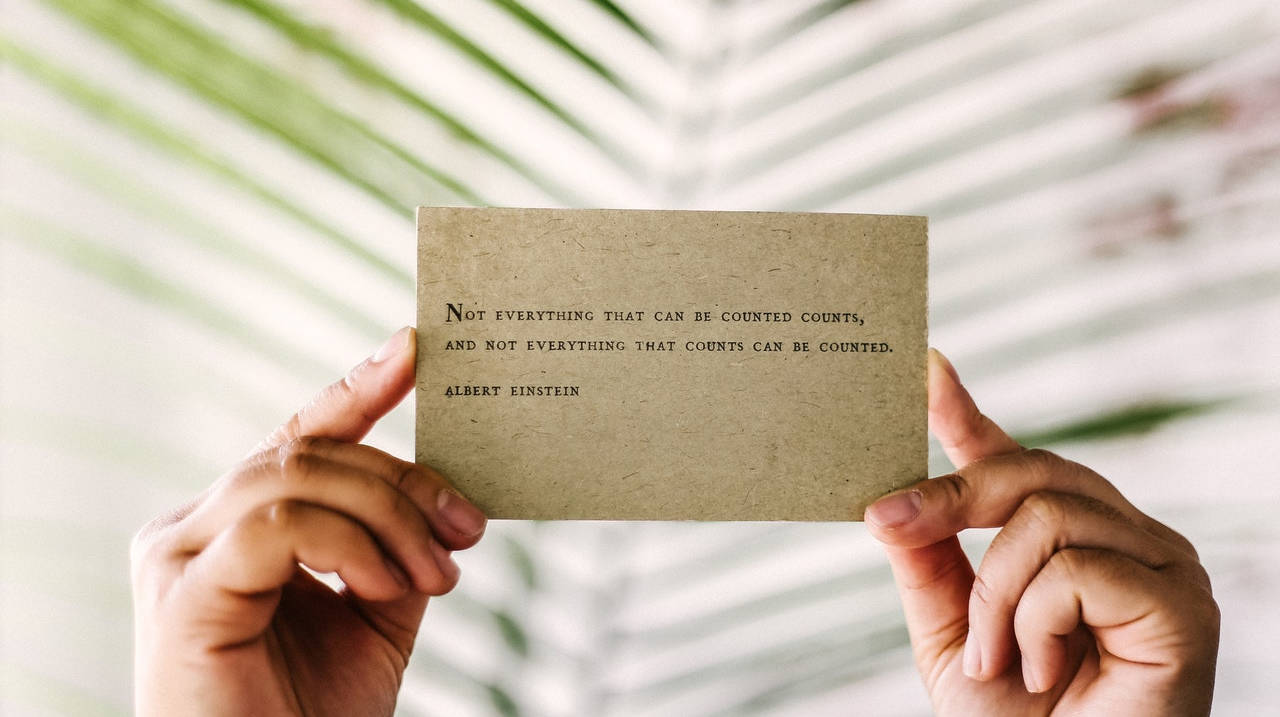 Not everything that can be counted counts,
and not everything that counts can be counted.
Albert Einstein